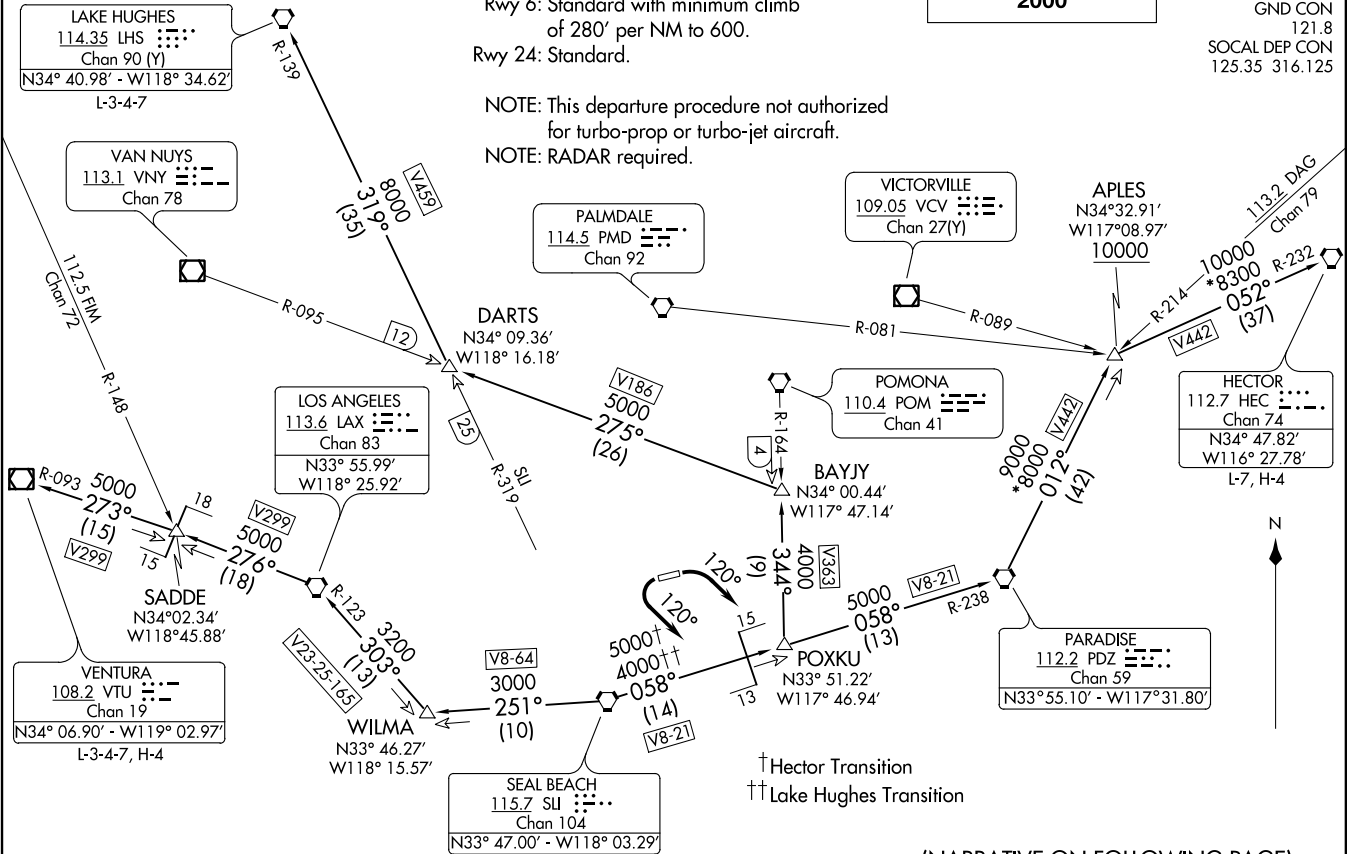 LAKE HUGHES
114.35 LHS
Chan 90 (Y)
N34° 40.98' - W118° 34.62'
L-3-4-7
R-139
Rwy 6: Standard with minimum climb
of 280' per NM to 600.
Rwy 24: Standard.
NOTE: This departure procedure not authorized
for turbo-prop or turbo-jet aircraft.
NOTE: RADAR required.
2000
GND CON
121.8
SOCAL DEP CON
125.35 316.125
VAN NUYS
113.1 VNY
Chan 78
R-095
12
8000
319°
(35)
V459
PALMDALE
114.5 PMD
Chan 92
R-081
VICTORVILLE
109.05 VCV
Chan 27(Y)
R-089
APLES
N34°32.91'
W117°08.97'
10000
113.2 DAG
Chan 79
R-214
10000
*8300
052°
(37)
R-232
V442
HECTOR
112.7 HEC
Chan 74
N34° 47.82'
W116° 27.78'
L-7, H-4
112.5 FIM
Chan 72
R-148
DARTS
N34° 09.36'
W118° 16.18'
25
SLI
R-319
V186
5000
275°
(26)
POMONA
110.4 POM
Chan 41
R-164
4
BAYJY
N34° 00.44'
W117° 47.14'
V442
9000
*8000
012°
(42)
LOS ANGELES
113.6 LAX
Chan 83
N33° 55.99'
W118° 25.92'
R-093
5000
273°
(15)
V299
18
15
V299
5000
276°
(18)
SADDE
N34°02.34'
W118°45.88'
R-123
3200
303°
(13)
V23-25-165
VENTURA
108.2 VTU
Chan 19
N34° 06.90' - W119° 02.97'
L-3-4-7, H-4
WILMA
N33° 46.27'
W118° 15.57'
V8-64
3000
251°
(10)
120°
120°
5000†
4000††
058°
(14)
V8-21
15
13
V363
4000
344°
(9)
POXKU
N33° 51.22'
W117° 46.94'
5000
058°
(13)
V8-21
R-238
PARADISE
112.2 PDZ
Chan 59
N33°55.10' - W117°31.80'
N
SEAL BEACH
115.7 SLI
Chan 104
N33° 47.00' - W118° 03.29'
†Hector Transition
††Lake Hughes Transition
(NARRATIVE ON FOLLOWING PAGE)